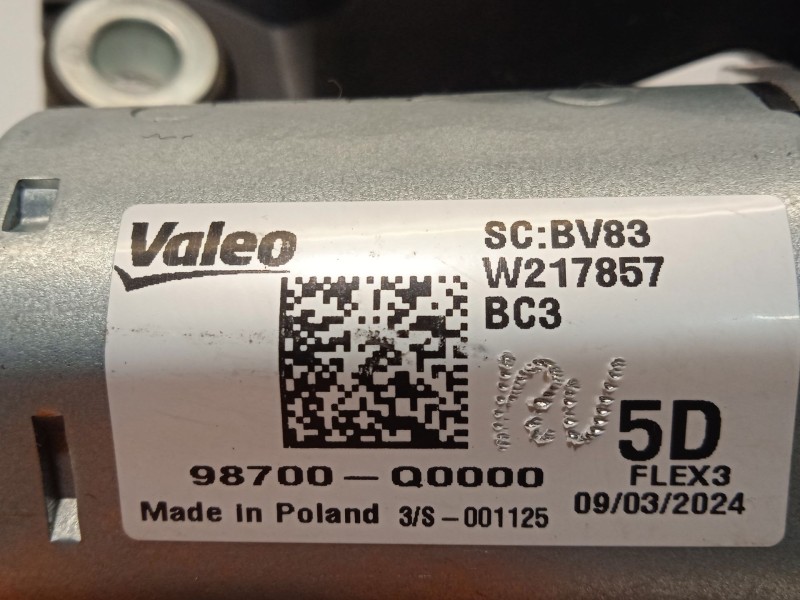 Valeo
SC:BV83
W217857
BC3
5D
98700-Q0000
FLEX3
Made In Poland 3/S-001125
09/03/2024